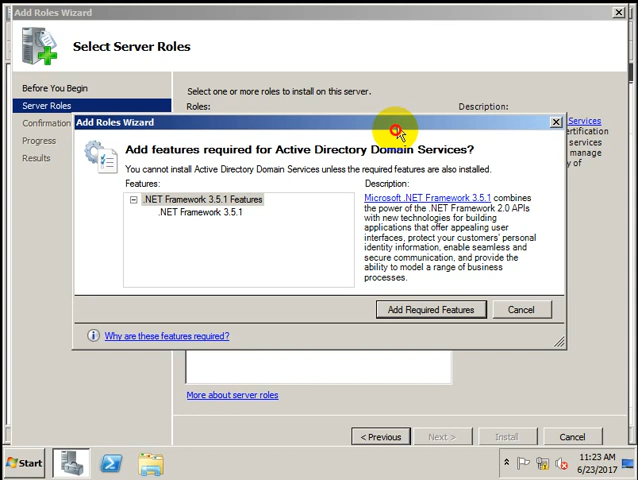 Add Roles Wizard
Select Server Roles
Before You Begin
Server Roles
Confirmation
Progress
Results
Select one or more roles to install on this server.
Roles:
Description:
Services
ertification
s of
manage
y
Add Roles Wizard
Add features required for Active Directory Domain Services?
You cannot install Active Directory Domain Services unless the required features are also installed.
Features:
.NET Framework 3.5.1 Features
.NET Framework 3.5.1
Description:
Microsoft .NET Framework 3.5.1 combines
the power of the .NET Framework 2.0 APIs
with new technologies for building
applications that offer appealing user
interfaces, protect your customers' personal
identity information, enable seamless and
secure communication, and provide the
ability to model a range of business
processes.
Add Required Features
Cancel
Why are these features required?
More about server roles
< Previous
Next >
Install
Cancel
Start
11:23 AM
6/23/2017